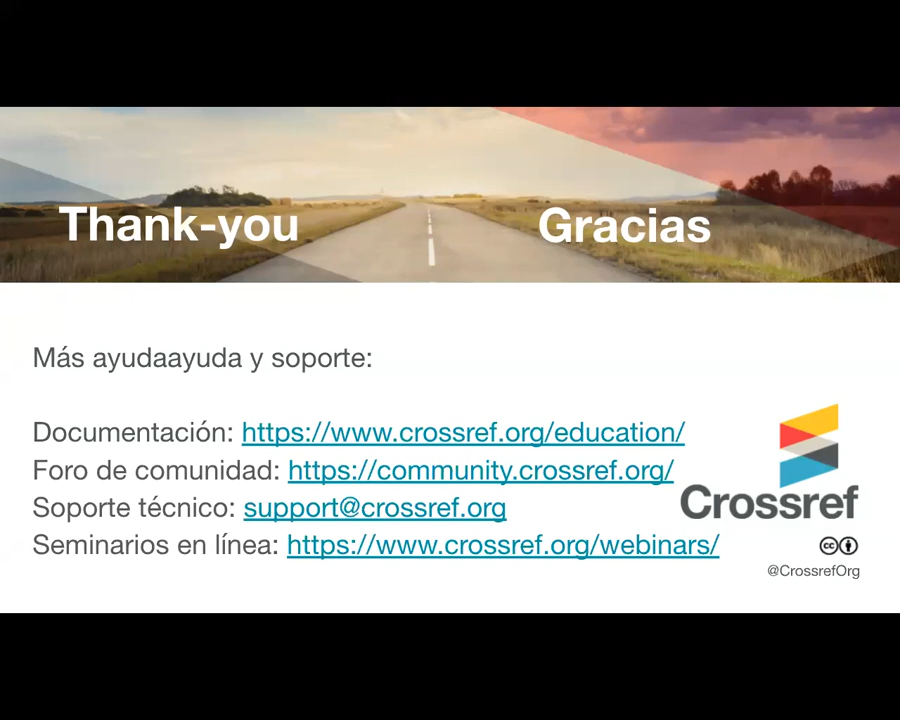 Thank-you
Gracias
Más ayudaayuda y soporte:
Documentación: https://www.crossref.org/education/
Foro de comunidad: https://community.crossref.org/
Soporte técnico: support@crossref.org
Seminarios en línea: https://www.crossref.org/webinars/
Crossref
cc
@CrossrefOrg